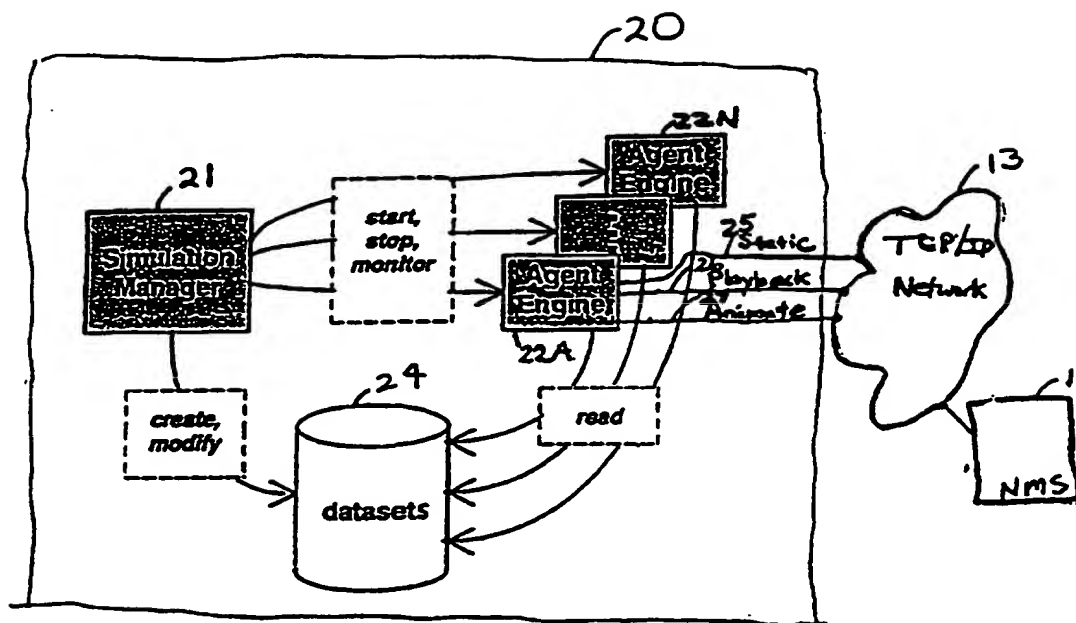 20
22N
Agent
Engine
13
21
Simulation
Manager
start,
stop,
monitor
25
Static
TCP/IP
Network
Playback
Agent
Engine
Animate
22A
24
create,
modify
read
1
datasets
NMS